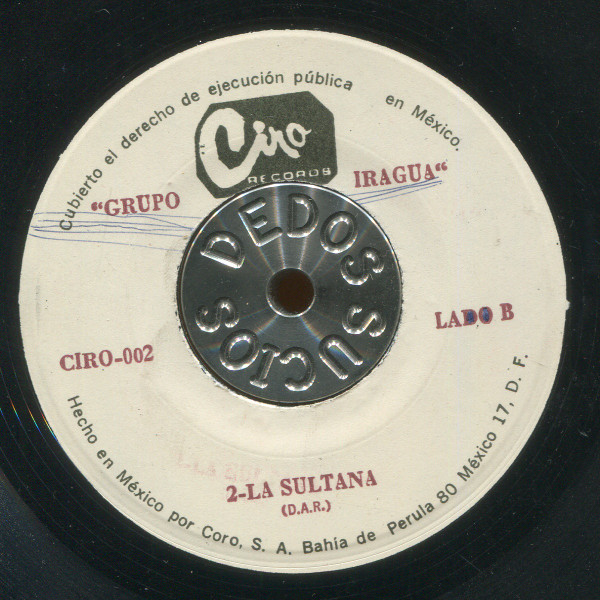 Cubierto el derecho de ejecución pública en México.
Ciro
RECORDS
“GRUPO IRAGUA“
DEDOS SUCIOS
LADO B
CIRO-002
2-LA SULTANA
(D.A.R.)
Hecho en México por Coro, S. A. Bahía de Perula 80 México 17, D. F.